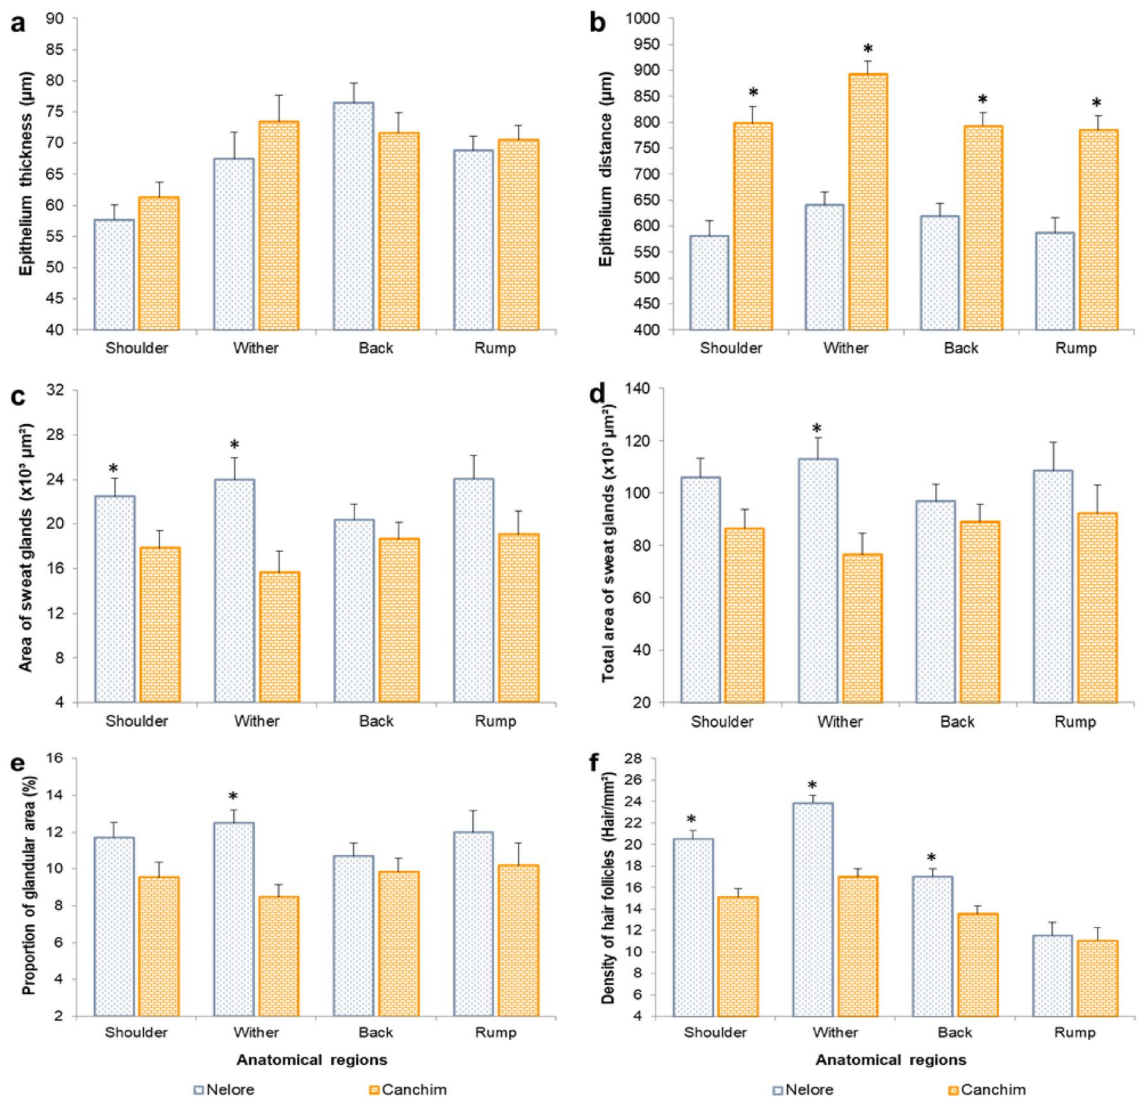 a
Epithelium thickness (µm)
90
85
80
75
70
65
60
55
50
45
40
Shoulder Wither Back Rump
b
Epithelium distance (µm)
1000
950
900
850
800
750
700
650
600
550
500
450
400
* * * *
Shoulder Wither Back Rump
c
Area of sweat glands (x10³ µm²)
32
28
24
20
16
12
8
4
* *
Shoulder Wither Back Rump
d
Total area of sweat glands (x10³ µm²)
140
120
100
80
60
40
20
*
Shoulder Wither Back Rump
e
Proportion of glandular area (%)
16
14
12
10
8
6
4
2
*
Shoulder Wither Back Rump
Anatomical regions
Nelore Canchim
f
Density of hair follicles (Hair/mm²)
28
26
24
22
20
18
16
14
12
10
8
6
4
* * *
Shoulder Wither Back Rump
Anatomical regions
Nelore Canchim